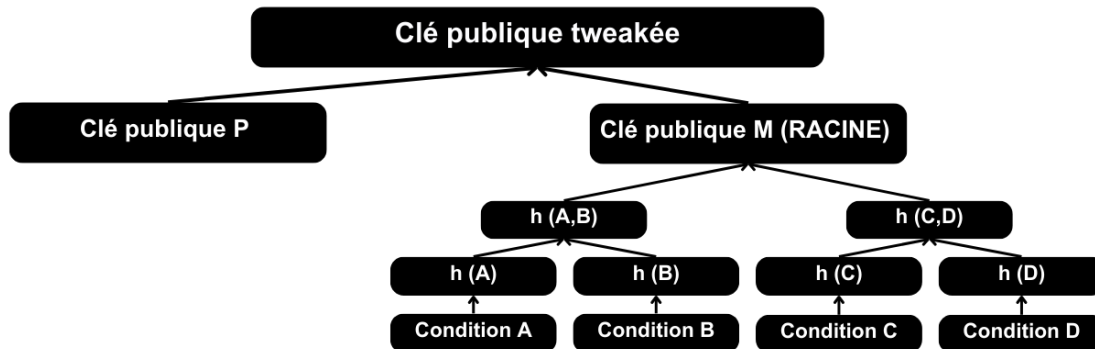 Clé publique tweakée
Clé publique P
Clé publique M (RACINE)
h (A,B)
h (C,D)
h (A)
h (B)
h (C)
h (D)
Condition A
Condition B
Condition C
Condition D